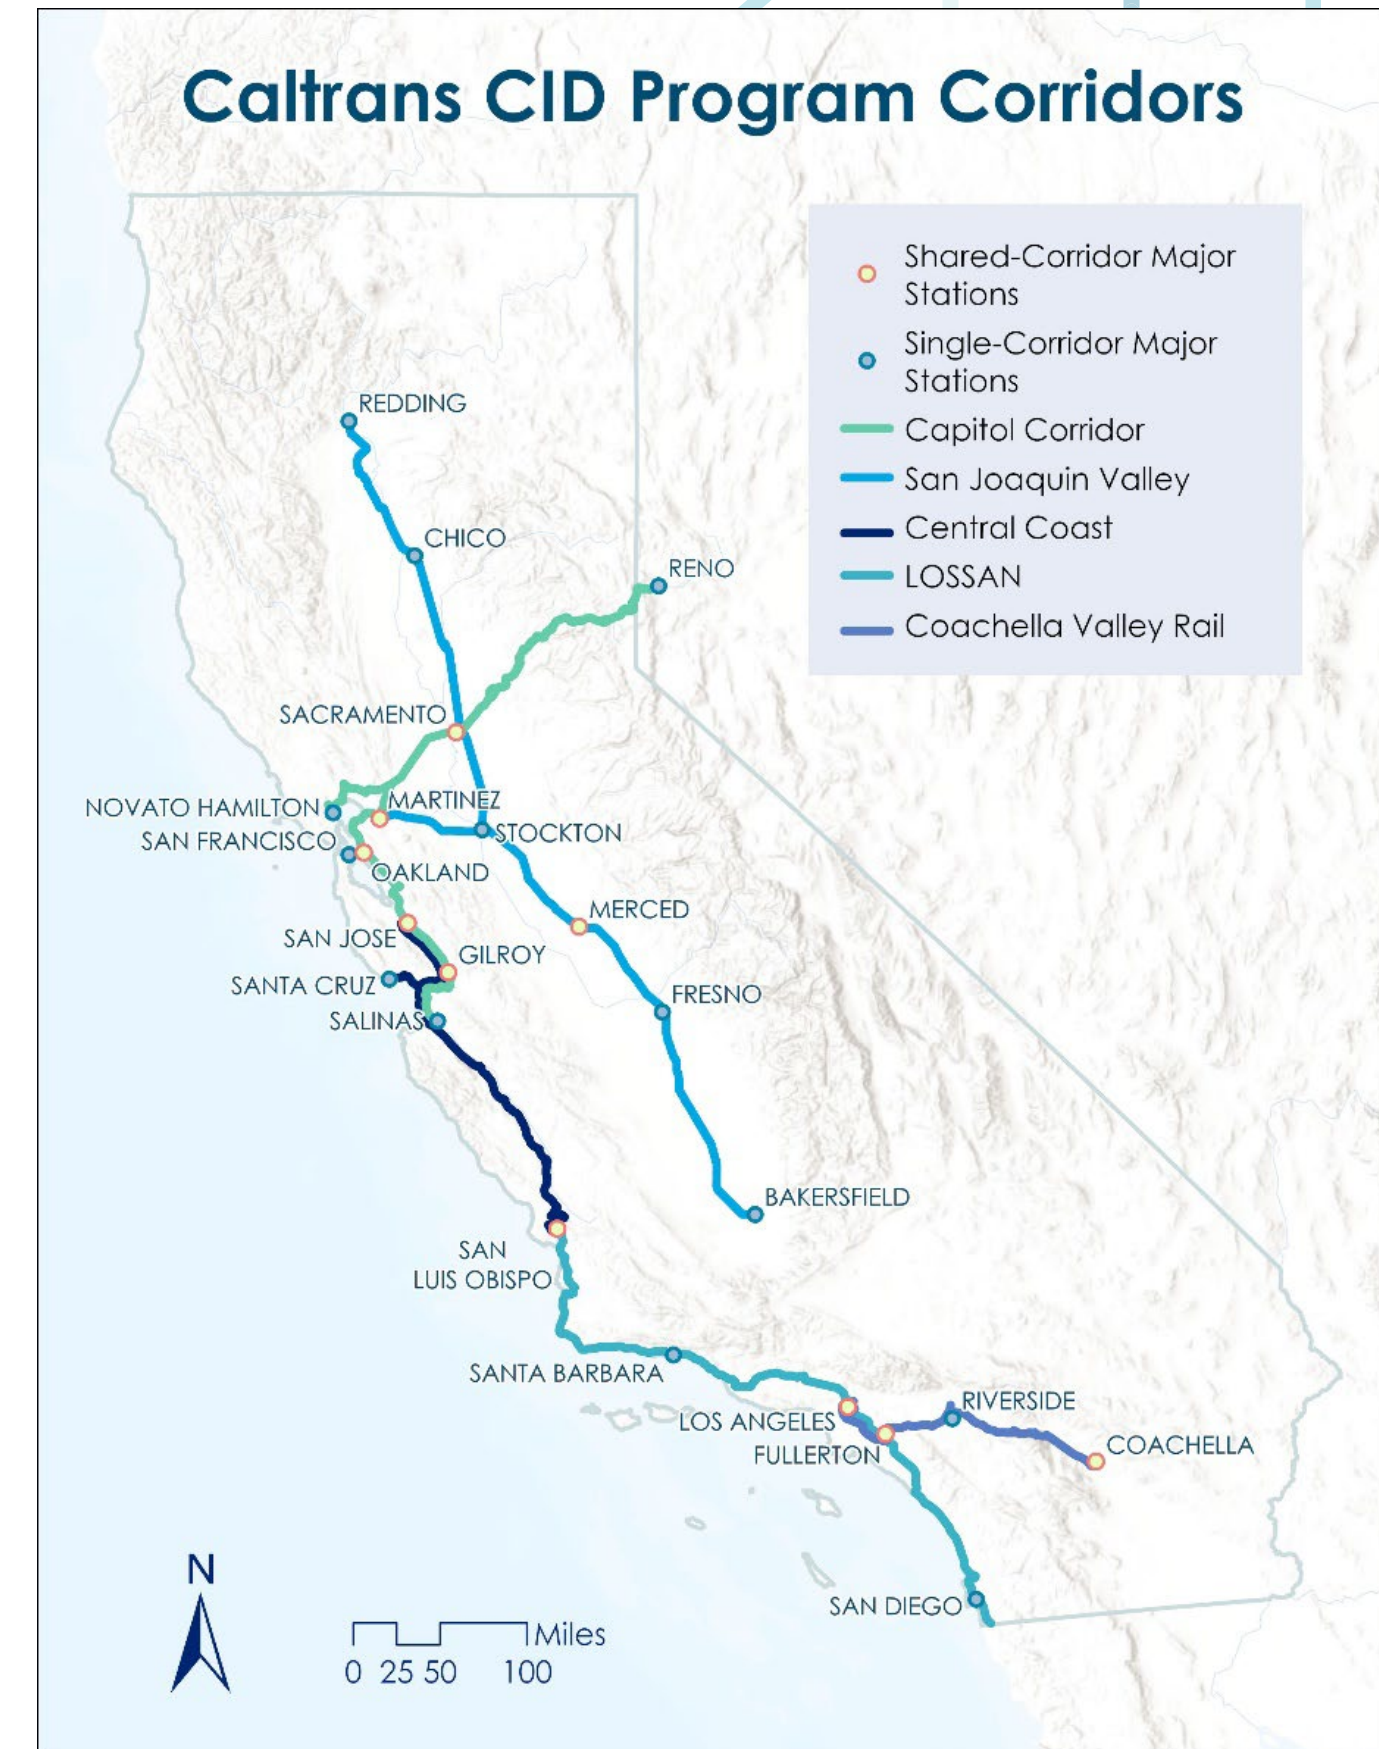 Caltrans CID Program Corridors
Shared-Corridor Major
Stations
Single-Corridor Major
Stations
Capitol Corridor
San Joaquin Valley
Central Coast
LOSSAN
Coachella Valley Rail
REDDING
CHICO
RENO
SACRAMENTO
NOVATO HAMILTON
MARTINEZ
SAN FRANCISCO
STOCKTON
OAKLAND
MERCED
SAN JOSE
GILROY
SANTA CRUZ
FRESNO
SALINAS
BAKERSFIELD
SAN
LUIS OBISPO
SANTA BARBARA
RIVERSIDE
LOS ANGELES
COACHELLA
FULLERTON
N
SAN DIEGO
Miles
0 25 50 100